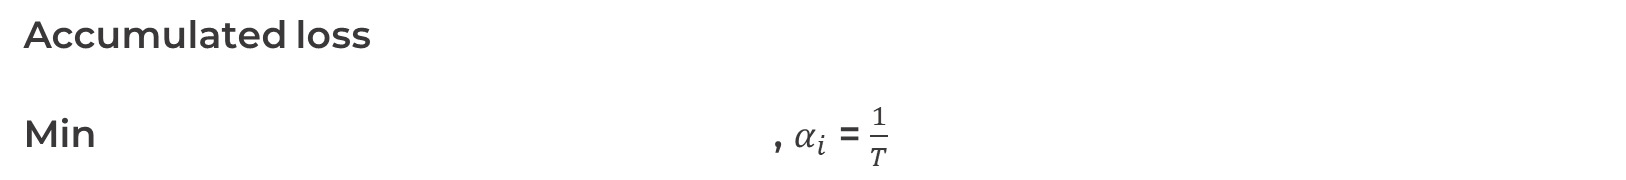 Accumulated loss
Min , αᵢ = 1/T